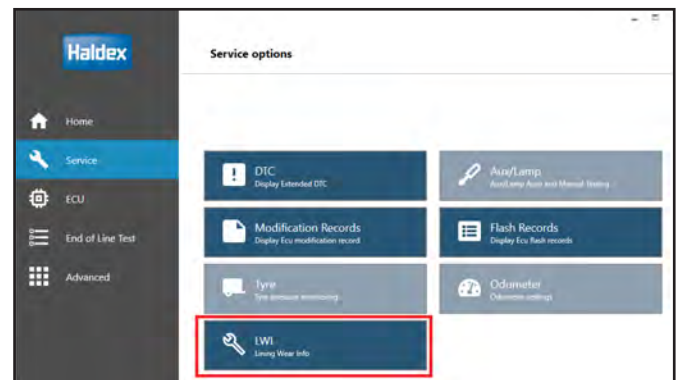 Haldex
Service options
Home
Service
ECU
End of Line Test
Advanced
DTC
Display Extended DTC
Aux/Lamp
Aux/Lamp Auto and Manual Testing
Modification Records
Display Ecu modification record
Flash Records
Display Ecu flash records
Tyre
Tyre pressure monitoring
Odometer
Odometer settings
LWI
Lining Wear Info